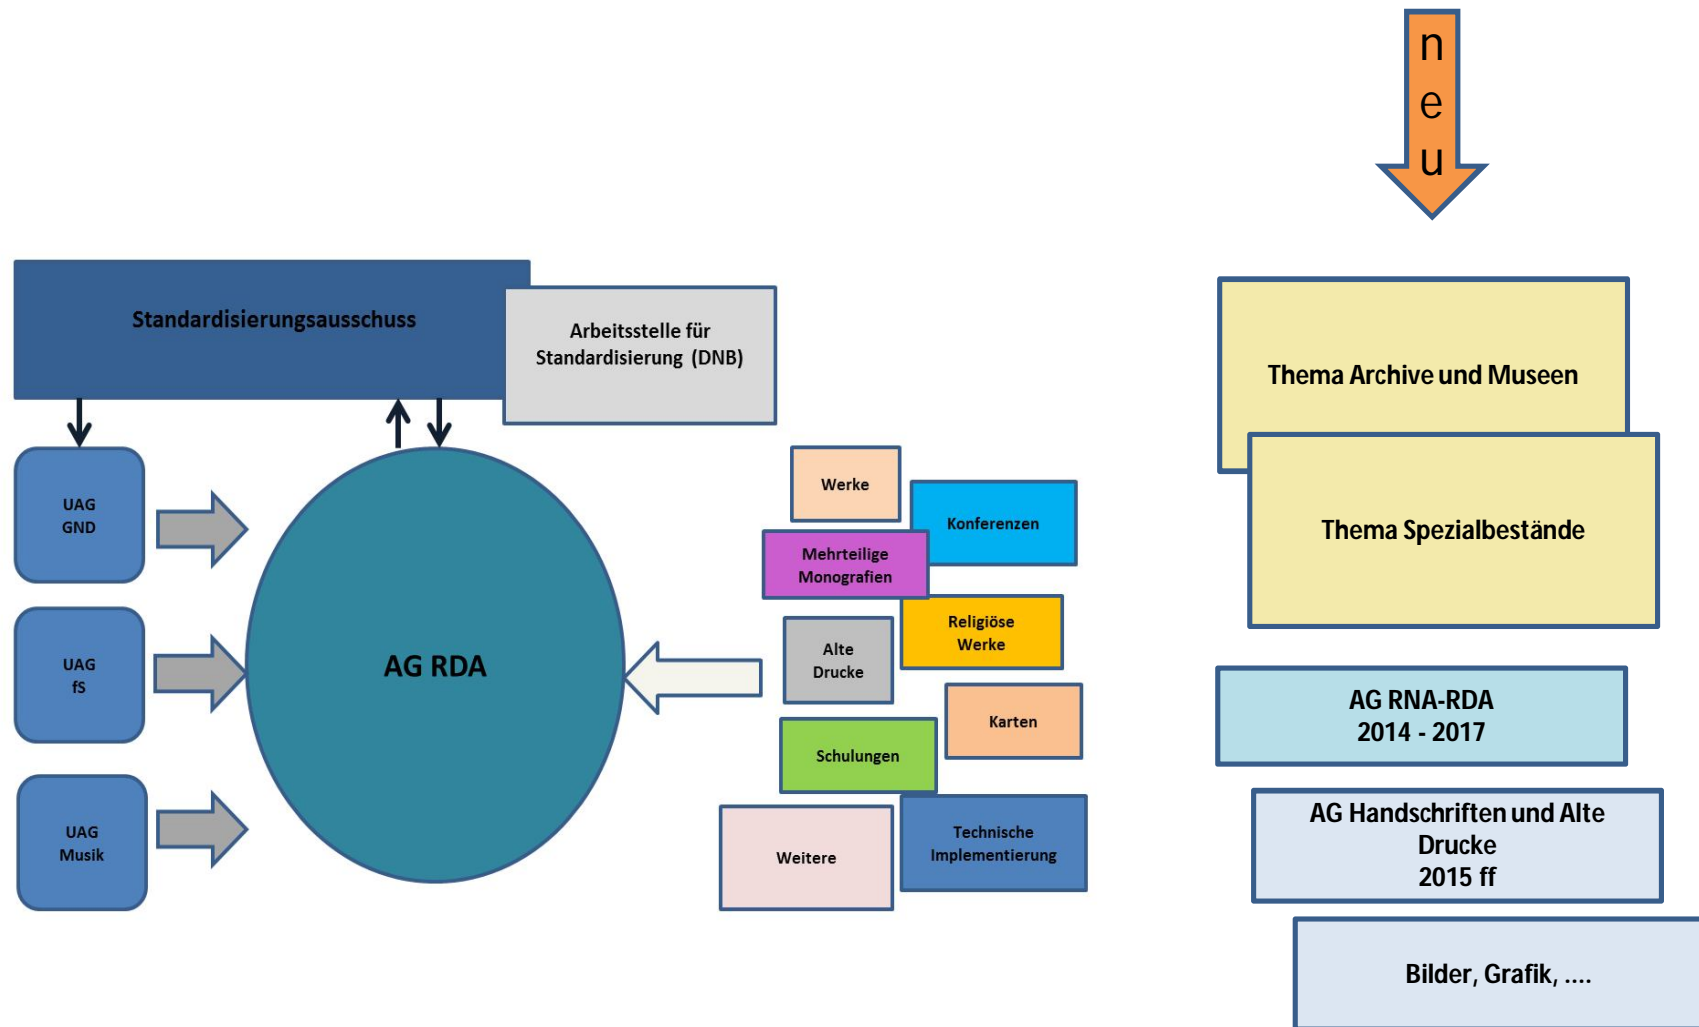 n
e
u
Standardisierungsausschuss
Arbeitsstelle für
Standardisierung (DNB)
UAG
GND
UAG
fS
UAG
Musik
AG RDA
Werke
Konferenzen
Mehrteilige
Monografien
Religiöse
Werke
Alte
Drucke
Karten
Schulungen
Weitere
Technische
Implementierung
Thema Archive und Museen
Thema Spezialbestände
AG RNA-RDA
2014 - 2017
AG Handschriften und Alte
Drucke
2015 ff
Bilder, Grafik, ....